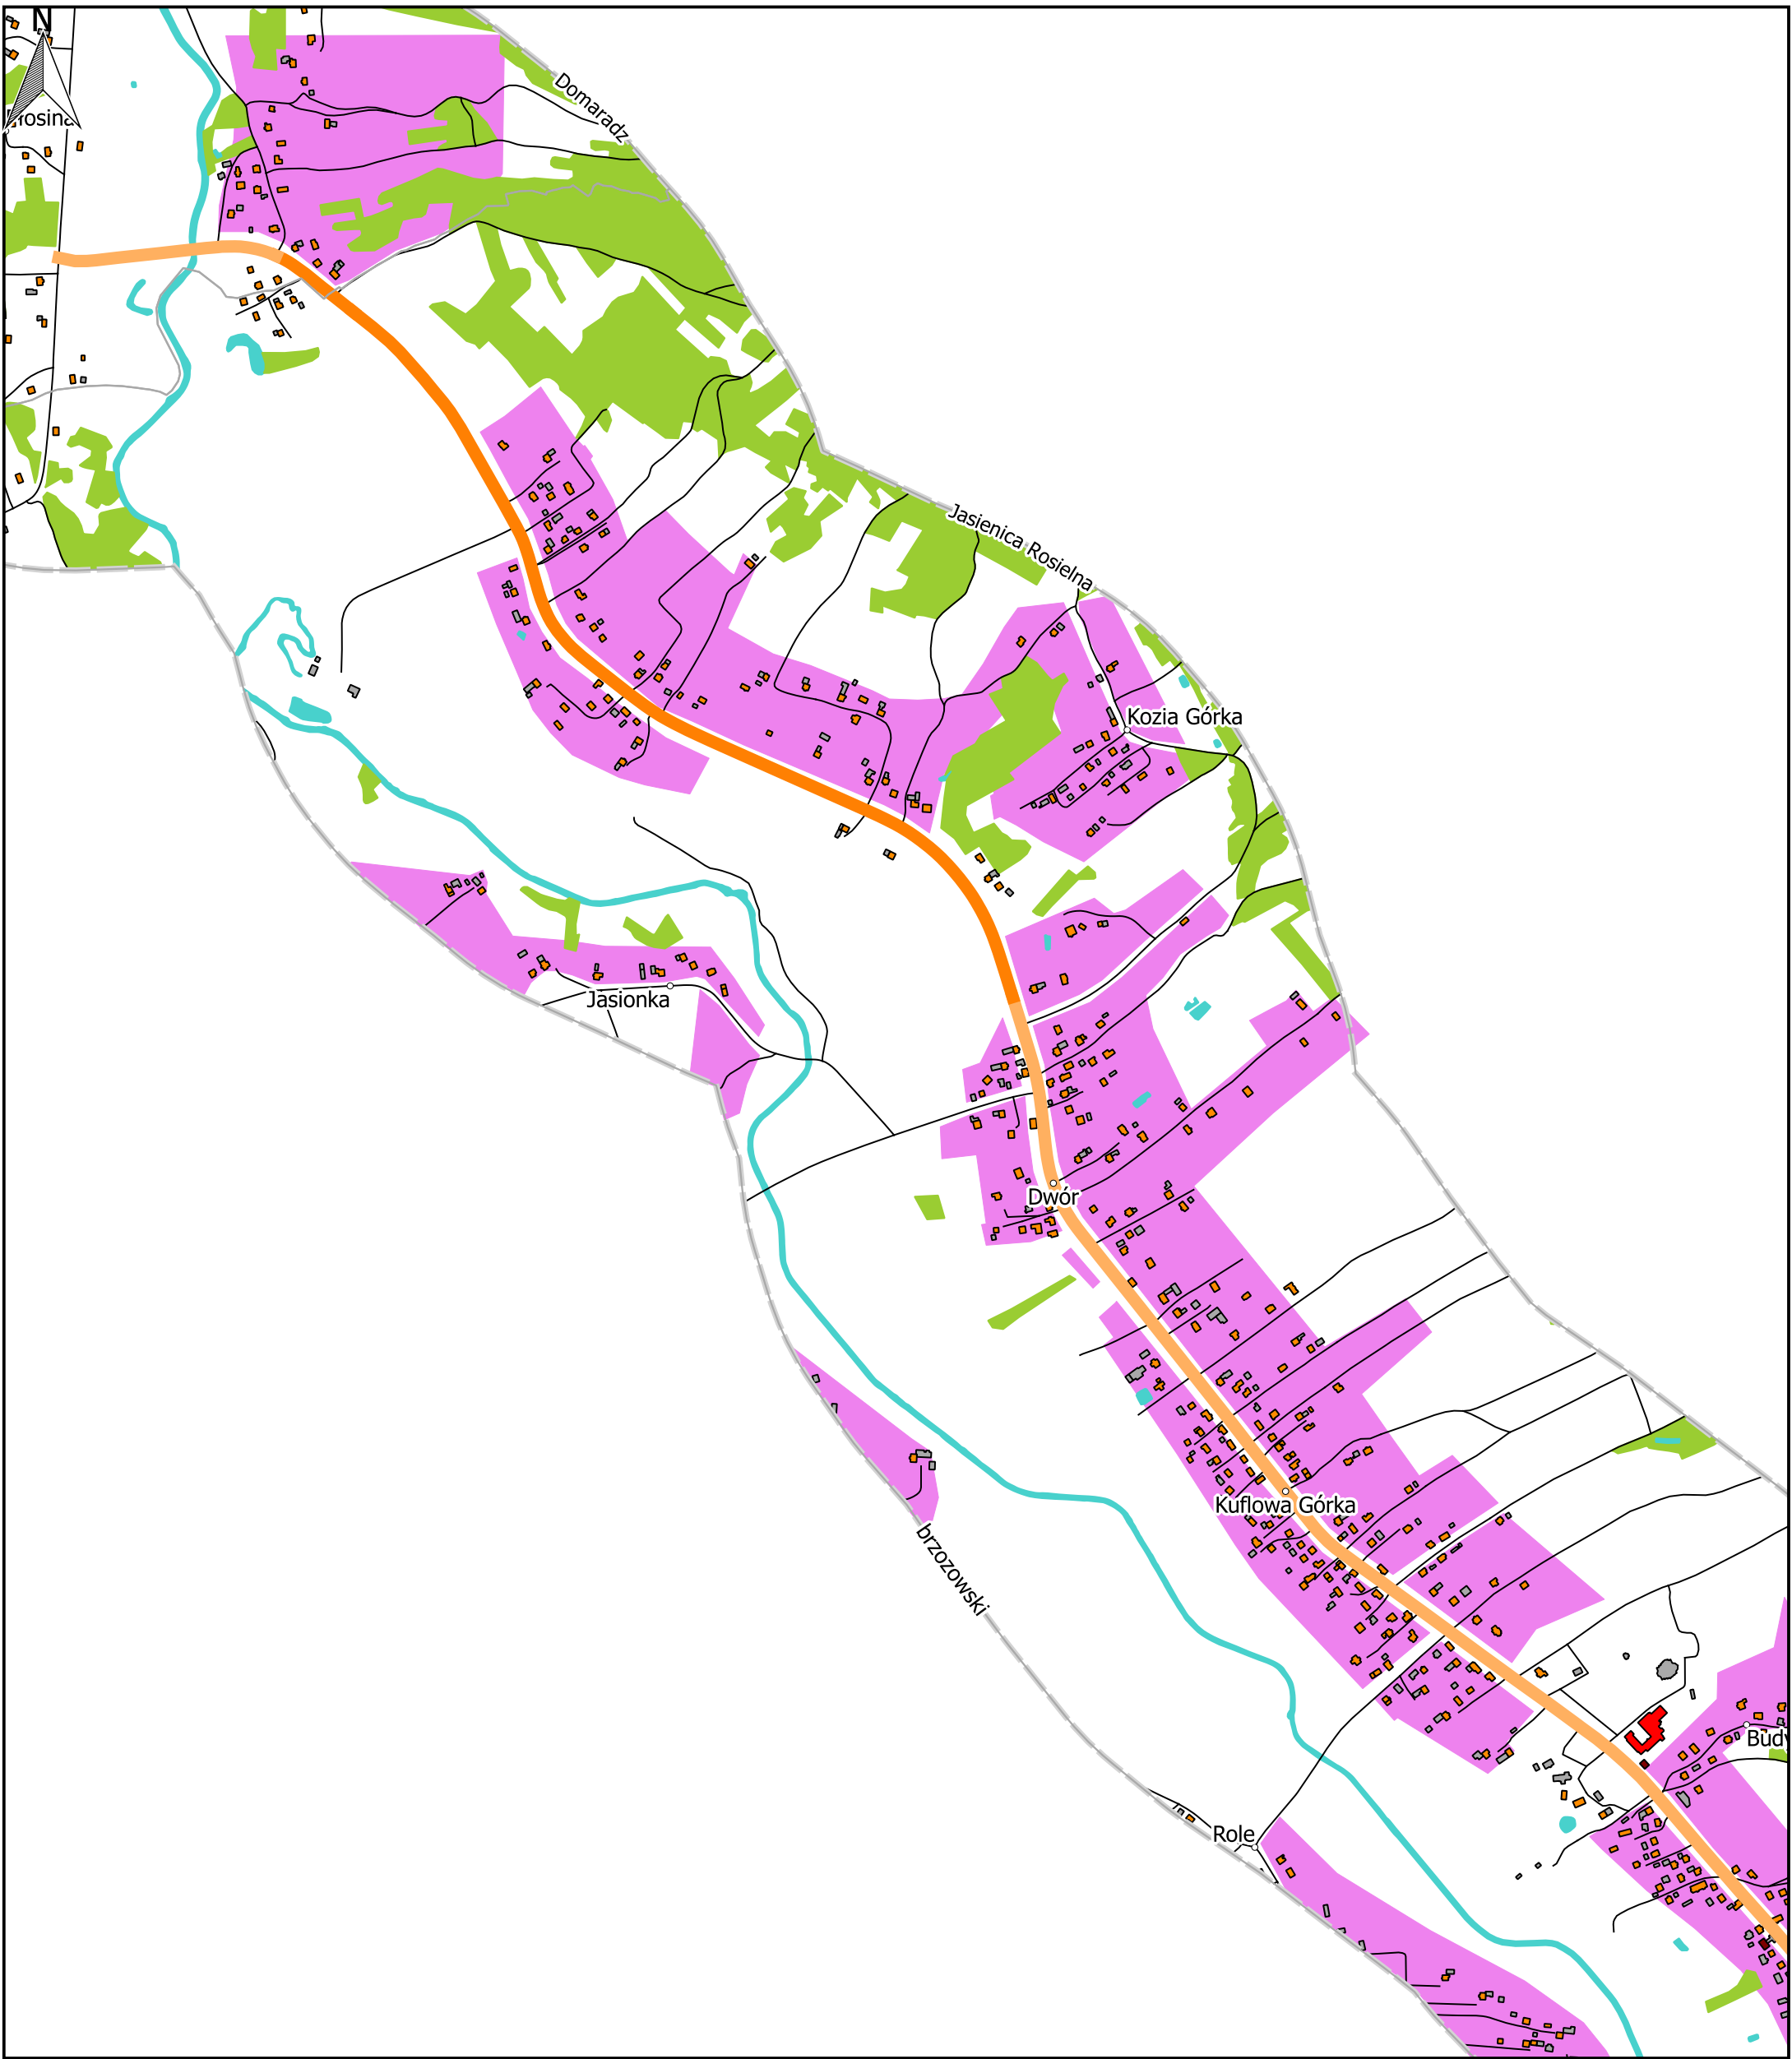 N
Domaradz
Jasienica Rosielna
Kozia Górka
Jasionka
Dwór
Kuflowa Górka
brzozowski
Role